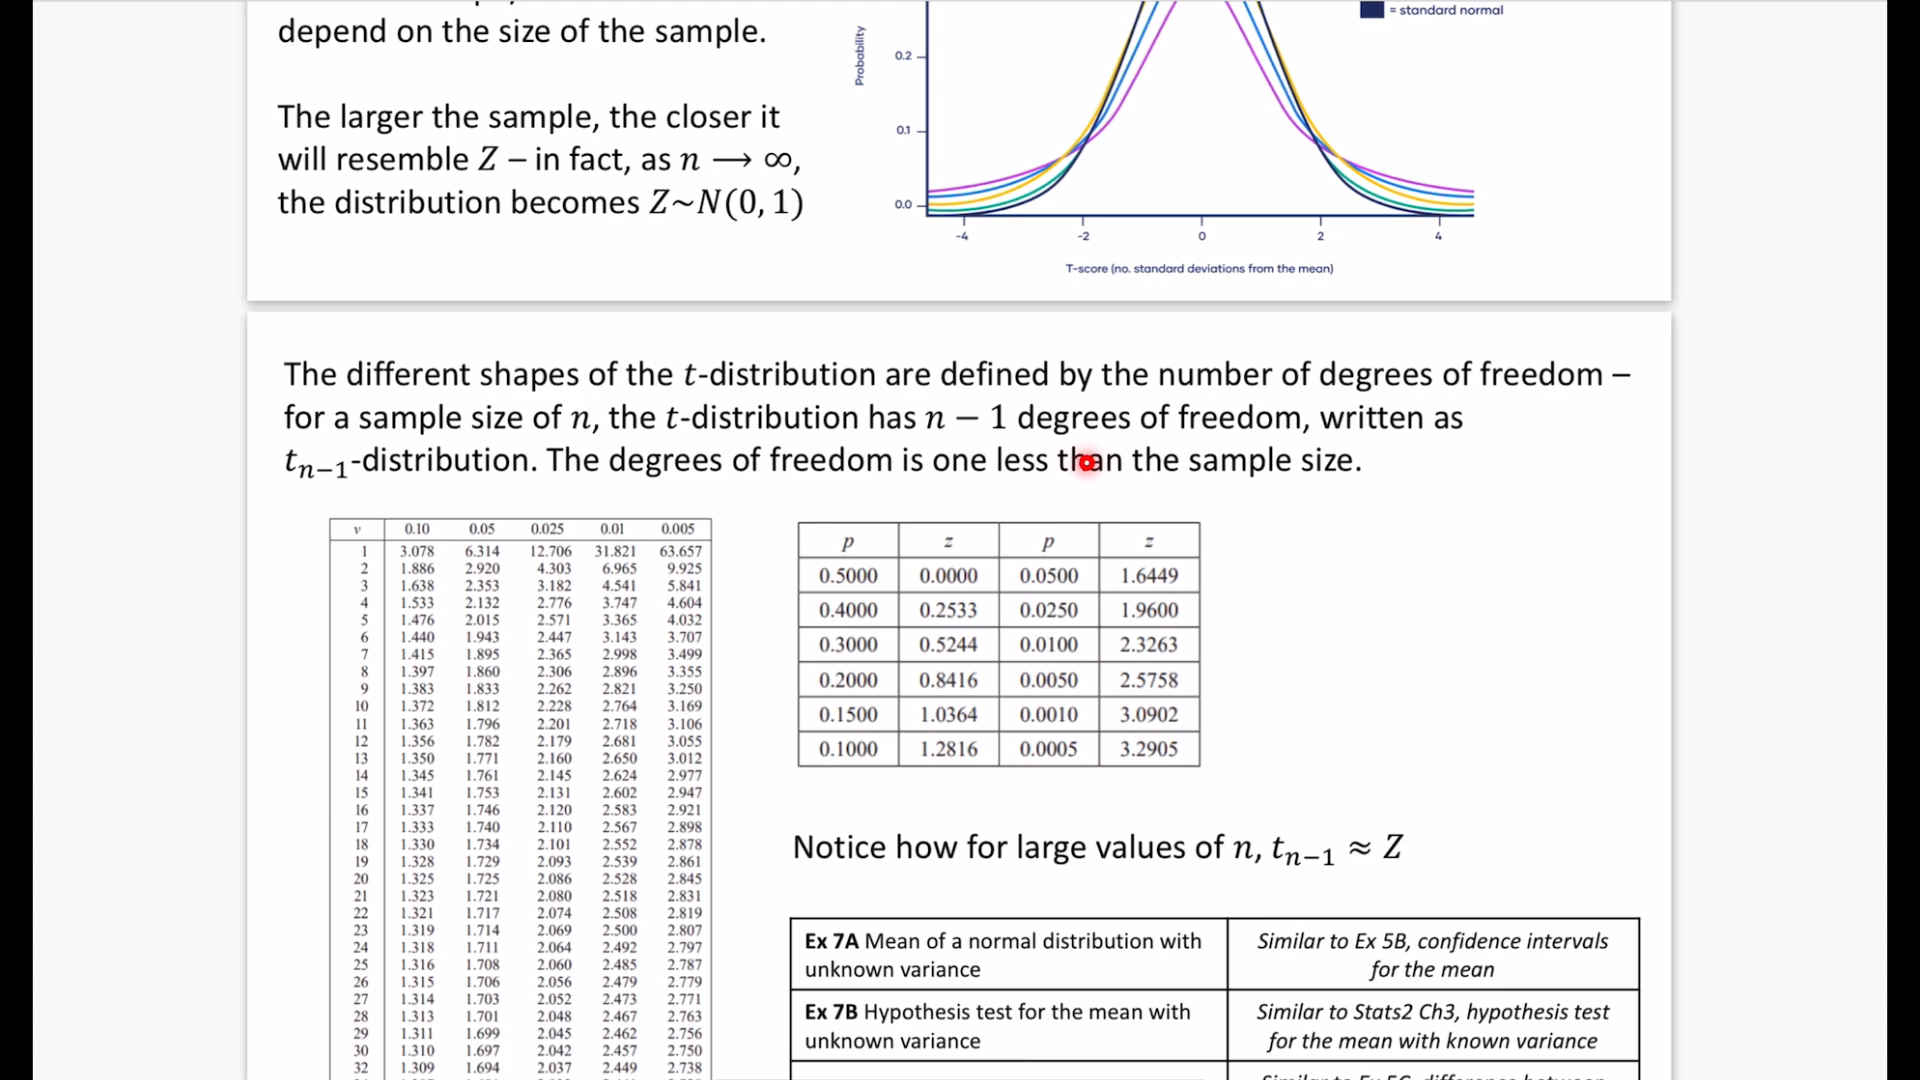 depend on the size of the sample.
The larger the sample, the closer it
will resemble Z – in fact, as n ⟶ ∞,
the distribution becomes Z~N(0, 1)
= standard normal
Probability
0.2
0.1
0.0
-4 -2 0 2 4
T-score (no. standard deviations from the mean)
The different shapes of the t-distribution are defined by the number of degrees of freedom –
for a sample size of n, the t-distribution has n − 1 degrees of freedom, written as
tₙ₋₁-distribution. The degrees of freedom is one less than the sample size.
v 0.10 0.05 0.025 0.01 0.005
1 3.078 6.314 12.706 31.821 63.657
2 1.886 2.920 4.303 6.965 9.925
3 1.638 2.353 3.182 4.541 5.841
4 1.533 2.132 2.776 3.747 4.604
5 1.476 2.015 2.571 3.365 4.032
6 1.440 1.943 2.447 3.143 3.707
7 1.415 1.895 2.365 2.998 3.499
8 1.397 1.860 2.306 2.896 3.355
9 1.383 1.833 2.262 2.821 3.250
10 1.372 1.812 2.228 2.764 3.169
11 1.363 1.796 2.201 2.718 3.106
12 1.356 1.782 2.179 2.681 3.055
13 1.350 1.771 2.160 2.650 3.012
14 1.345 1.761 2.145 2.624 2.977
15 1.341 1.753 2.131 2.602 2.947
16 1.337 1.746 2.120 2.583 2.921
17 1.333 1.740 2.110 2.567 2.898
18 1.330 1.734 2.101 2.552 2.878
19 1.328 1.729 2.093 2.539 2.861
20 1.325 1.725 2.086 2.528 2.845
21 1.323 1.721 2.080 2.518 2.831
22 1.321 1.717 2.074 2.508 2.819
23 1.319 1.714 2.069 2.500 2.807
24 1.318 1.711 2.064 2.492 2.797
25 1.316 1.708 2.060 2.485 2.787
26 1.315 1.706 2.056 2.479 2.779
27 1.314 1.703 2.052 2.473 2.771
28 1.313 1.701 2.048 2.467 2.763
29 1.311 1.699 2.045 2.462 2.756
30 1.310 1.697 2.042 2.457 2.750
32 1.309 1.694 2.037 2.449 2.738
p z p z
0.5000 0.0000 0.0500 1.6449
0.4000 0.2533 0.0250 1.9600
0.3000 0.5244 0.0100 2.3263
0.2000 0.8416 0.0050 2.5758
0.1500 1.0364 0.0010 3.0902
0.1000 1.2816 0.0005 3.2905
Notice how for large values of n, tₙ₋₁ ≈ Z
Ex 7A Mean of a normal distribution with
unknown variance
Similar to Ex 5B, confidence intervals
for the mean
Ex 7B Hypothesis test for the mean with
unknown variance
Similar to Stats2 Ch3, hypothesis test
for the mean with known variance